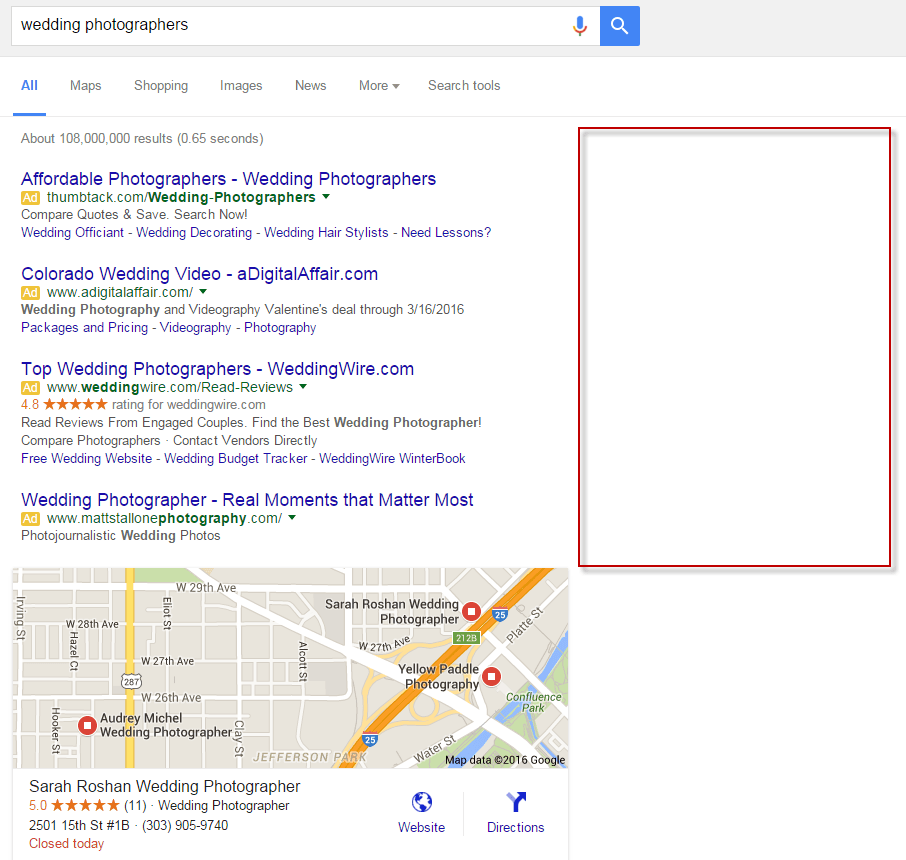 wedding photographers
All Maps Shopping Images News More Search tools
About 108,000,000 results (0.65 seconds)
Affordable Photographers - Wedding Photographers
Ad thumbtack.com/Wedding-Photographers
Compare Quotes & Save. Search Now!
Wedding Officiant - Wedding Decorating - Wedding Hair Stylists - Need Lessons?
Colorado Wedding Video - aDigitalAffair.com
Ad www.adigitalaffair.com/
Wedding Photography and Videography Valentine's deal through 3/16/2016
Packages and Pricing - Videography - Photography
Top Wedding Photographers - WeddingWire.com
Ad www.weddingwire.com/Read-Reviews
4.8 ★★★★★ rating for weddingwire.com
Read Reviews From Engaged Couples. Find the Best Wedding Photographer!
Compare Photographers · Contact Vendors Directly
Free Wedding Website - Wedding Budget Tracker - WeddingWire WinterBook
Wedding Photographer - Real Moments that Matter Most
Ad www.mattstallonephotography.com/
Photojournalistic Wedding Photos
W 29th Ave
Irving St
Eliot St
Sarah Roshan Wedding
Photographer
25
Platte St
W 28th Ave
Hazel Ct
212B
W 27th Ave
Alcott St
W 27th Ave
Yellow Paddle
Photography
287
W 26th Ave
Confluence
Park
Hooker St
Audrey Michel
Wedding Photographer
Clay St
25
Water St
JEFFERSON PARK
Map data ©2016 Google
Sarah Roshan Wedding Photographer
5.0 ★★★★★ (11) · Wedding Photographer
2501 15th St #1B · (303) 905-9740
Closed today
Website
Directions